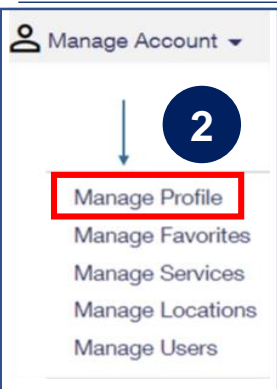 Manage Account
2
Manage Profile
Manage Favorites
Manage Services
Manage Locations
Manage Users